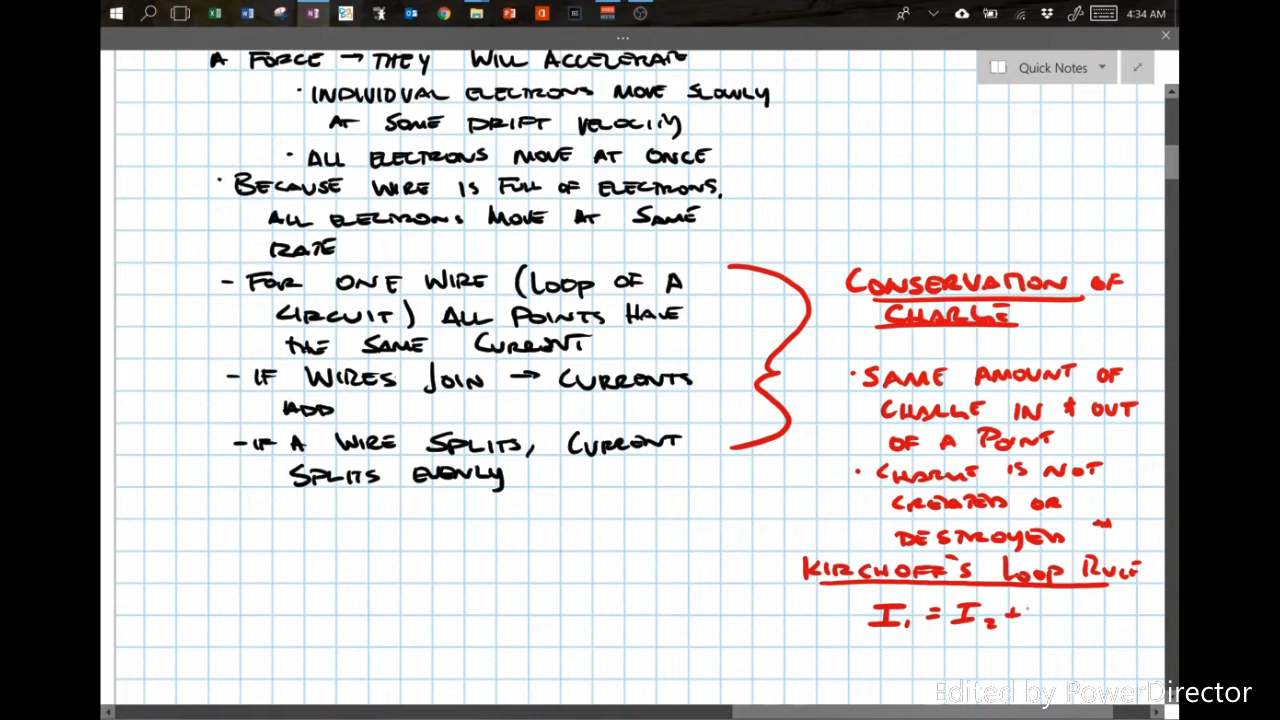 4:34 AM
Quick Notes
A FORCE → THEY WILL ACCELERATE
· INDIVIDUAL ELECTRONS MOVE SLOWLY
AT SOME DRIFT VELOCITY
· ALL ELECTRONS MOVE AT ONCE
· BECAUSE WIRE IS FULL OF ELECTRONS,
ALL ELECTRONS MOVE AT SAME
RATE
- FOR ONE WIRE (LOOP OF A
CIRCUIT) ALL POINTS HAVE
THE SAME CURRENT
- IF WIRES JOIN → CURRENTS
ADD
- IF A WIRE SPLITS, CURRENT
SPLITS EVENLY
CONSERVATION OF
CHARGE
· SAME AMOUNT OF
CHARGE IN & OUT
OF A POINT
· CHARGE IS NOT
CREATED OR
DESTROYED
KIRCHOFF'S LOOP RULE
I₁ = I₂ +
Edited by PowerDirector